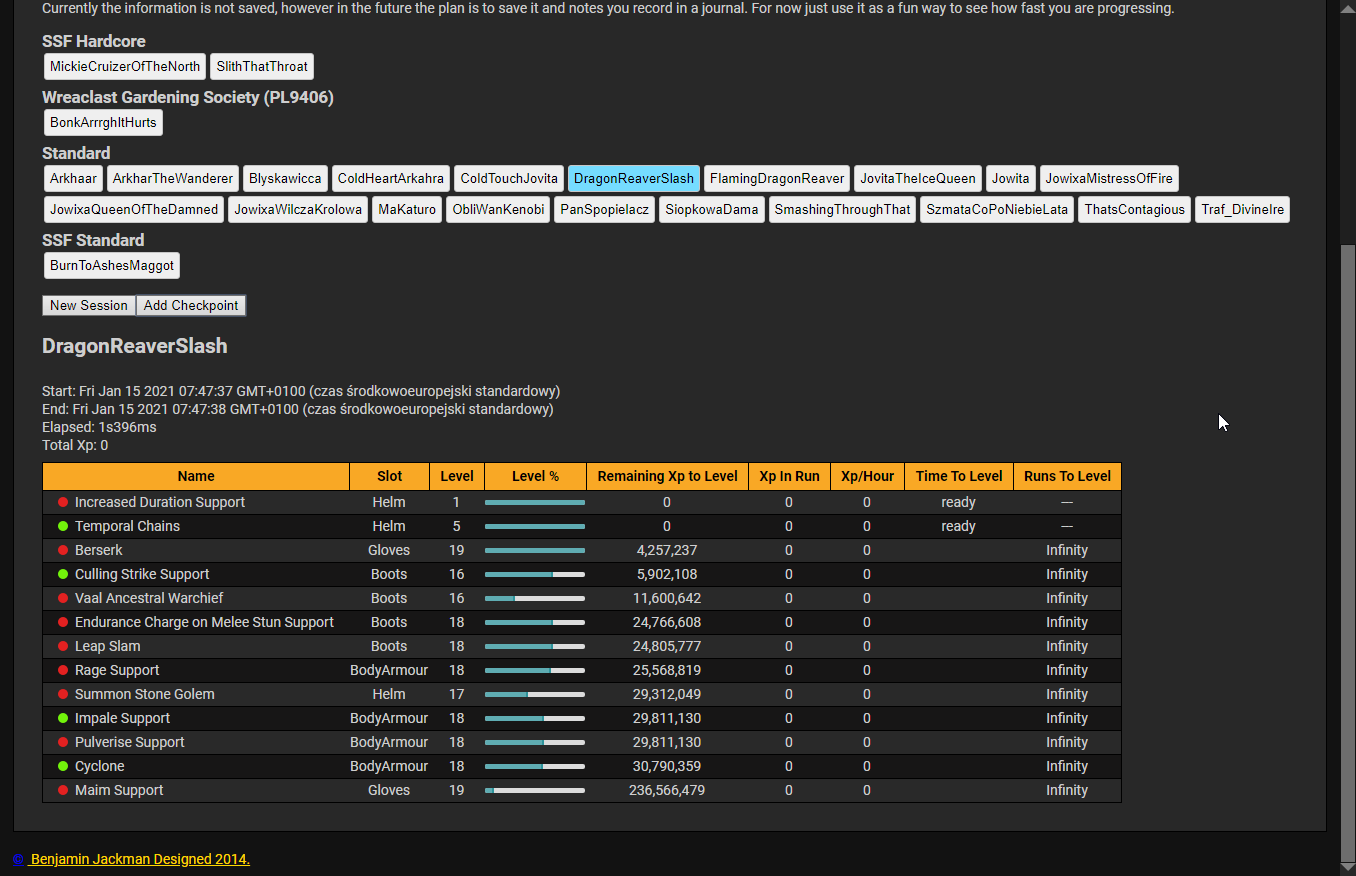 Currently the information is not saved, however in the future the plan is to save it and notes you record in a journal. For now just use it as a fun way to see how fast you are progressing.
SSF Hardcore
MickieCruizerOfTheNorth SlithThatThroat
Wreaclast Gardening Society (PL9406)
BonkArrrghItHurts
Standard
Arkhaar ArkharTheWanderer Blyskawicca ColdHeartArkahra ColdTouchJovita DragonReaverSlash FlamingDragonReaver JovitaTheIceQueen Jowita JowixaMistressOfFire
JowixaQueenOfTheDamned JowixaWilczaKrolowa MaKaturo ObliWanKenobi PanSpopielacz SiopkowaDama SmashingThroughThat SzmataCoPoNiebieLata ThatsContagious Traf_DivineIre
SSF Standard
BurnToAshesMaggot
New Session Add Checkpoint
DragonReaverSlash
Start: Fri Jan 15 2021 07:47:37 GMT+0100 (czas środkowoeuropejski standardowy)
End: Fri Jan 15 2021 07:47:38 GMT+0100 (czas środkowoeuropejski standardowy)
Elapsed: 1s396ms
Total Xp: 0
Name Slot Level Level % Remaining Xp to Level Xp In Run Xp/Hour Time To Level Runs To Level
Increased Duration Support Helm 1 0 0 0 ready —
Temporal Chains Helm 5 0 0 0 ready —
Berserk Gloves 19 4,257,237 0 0 Infinity
Culling Strike Support Boots 16 5,902,108 0 0 Infinity
Vaal Ancestral Warchief Boots 16 11,600,642 0 0 Infinity
Endurance Charge on Melee Stun Support Boots 18 24,766,608 0 0 Infinity
Leap Slam Boots 18 24,805,777 0 0 Infinity
Rage Support BodyArmour 18 25,568,819 0 0 Infinity
Summon Stone Golem Helm 17 29,312,049 0 0 Infinity
Impale Support BodyArmour 18 29,811,130 0 0 Infinity
Pulverise Support BodyArmour 18 29,811,130 0 0 Infinity
Cyclone BodyArmour 18 30,790,359 0 0 Infinity
Maim Support Gloves 19 236,566,479 0 0 Infinity
Benjamin Jackman Designed 2014.